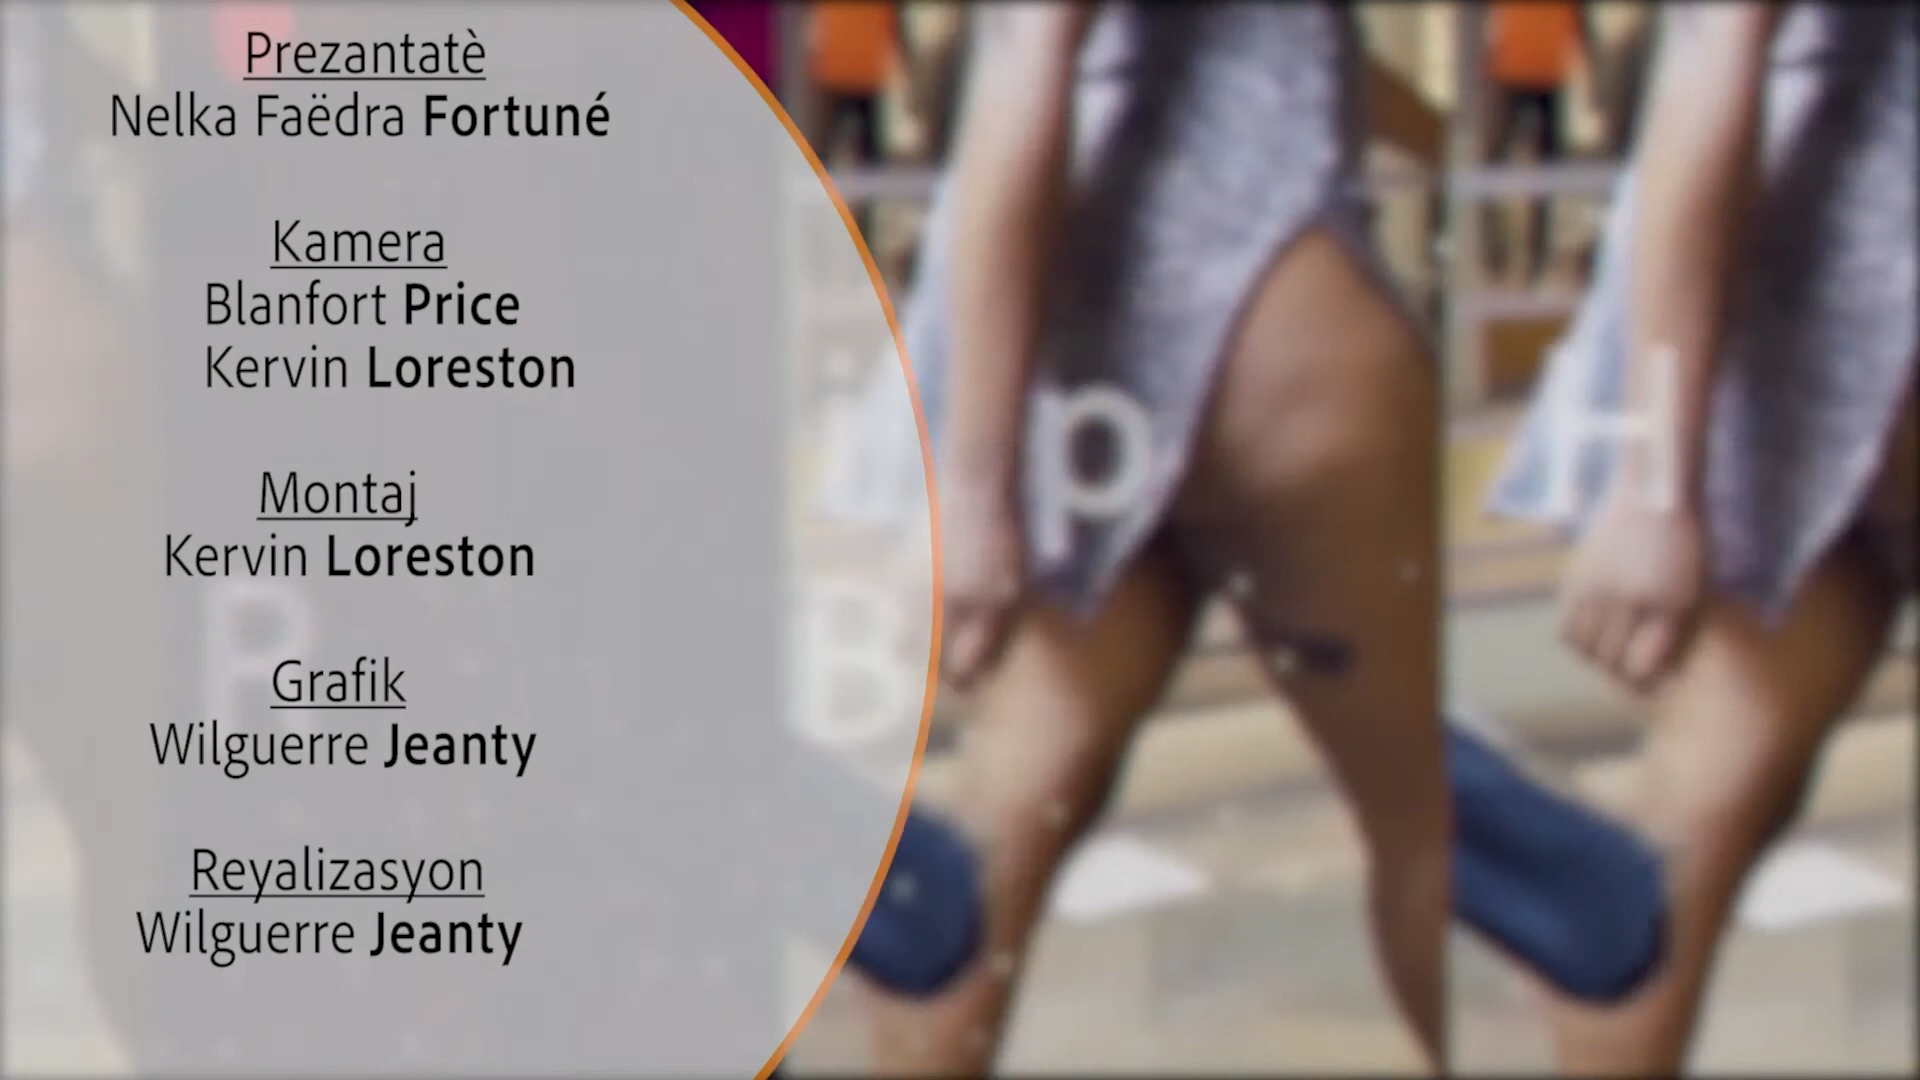 Prezantatè
Nelka Faëdra Fortuné
Kamera
Blanfort Price
Kervin Loreston
Montaj
Kervin Loreston
Grafik
Wilguerre Jeanty
Reyalizasyon
Wilguerre Jeanty
R
B
p
H